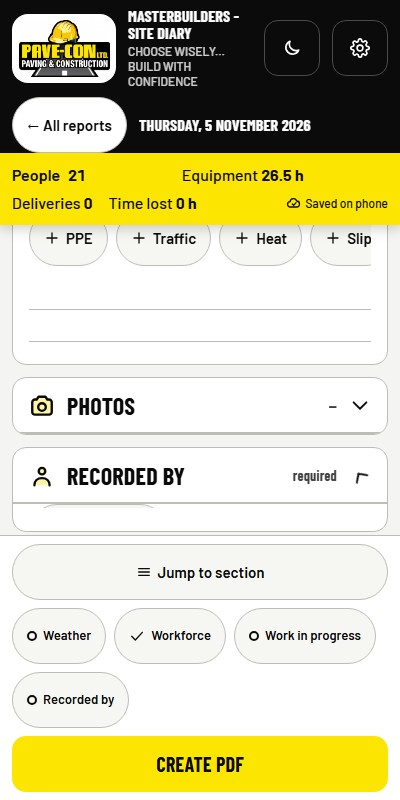 PAVE-CON LTD.
PAVING & CONSTRUCTION
MASTERBUILDERS -
SITE DIARY
CHOOSE WISELY...
BUILD WITH
CONFIDENCE
← All reports
THURSDAY, 5 NOVEMBER 2026
People 21
Equipment 26.5 h
Deliveries 0
Time lost 0 h
Saved on phone
+ PPE
+ Traffic
+ Heat
+ Slip
PHOTOS
–
RECORDED BY
required
Jump to section
Weather
Workforce
Work in progress
Recorded by
CREATE PDF